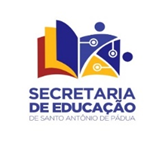 SECRETARIA
DE EDUCAÇÃO
DE SANTO ANTÔNIO DE PÁDUA